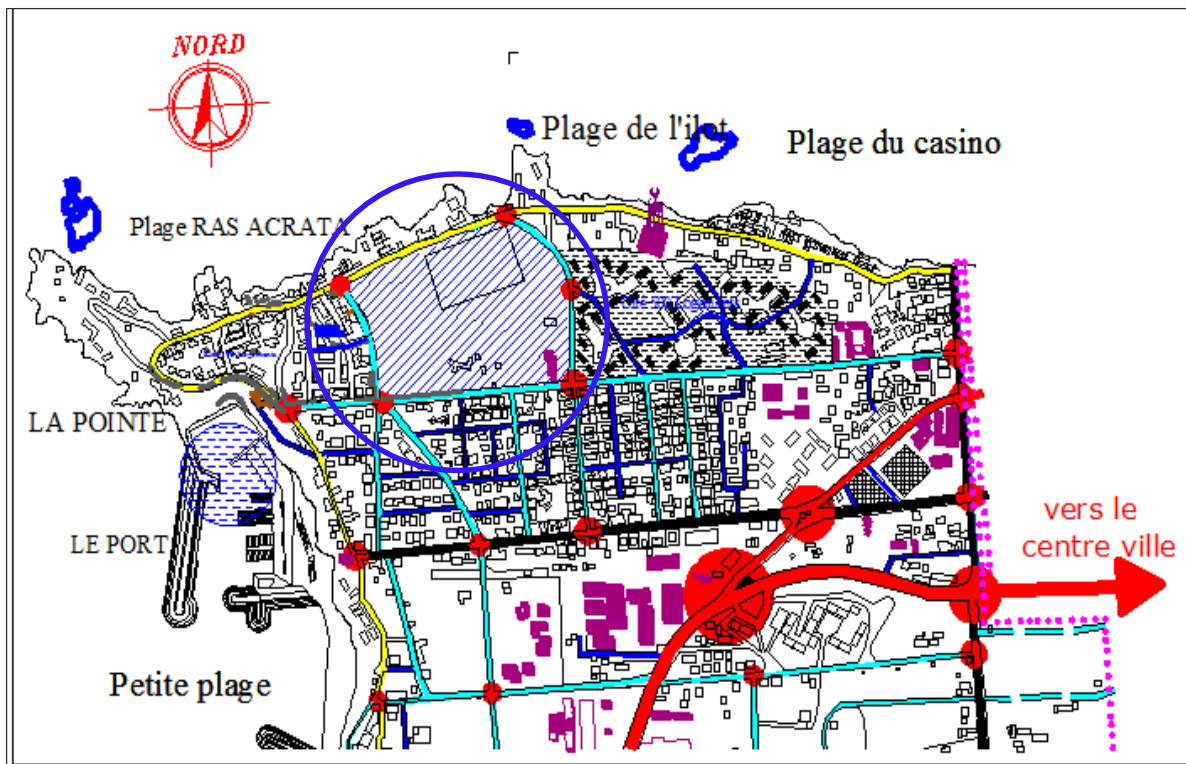 NORD
Plage de l'ilot
Plage du casino
Plage RAS ACRATA
LA POINTE
LE PORT
vers le
centre ville
Petite plage